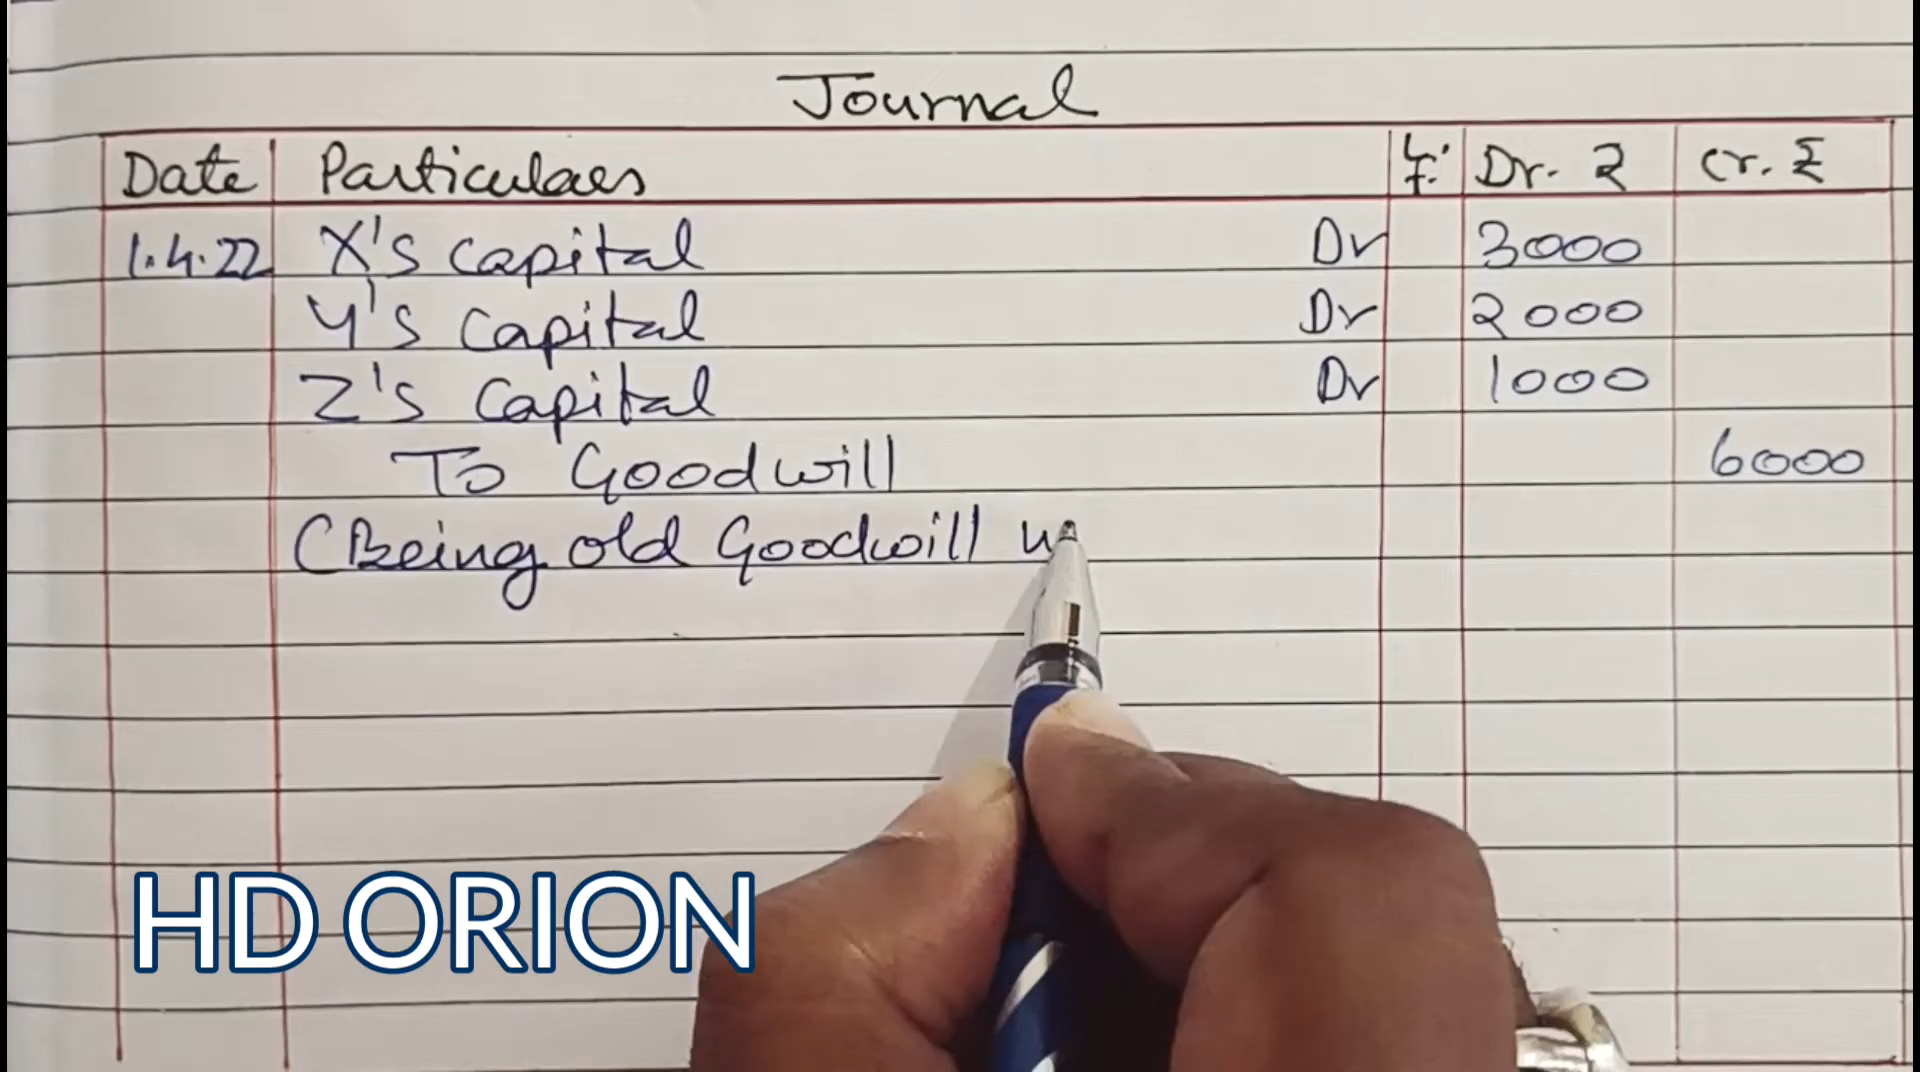 Journal
Date Particulars L.F. Dr. ₹ Cr. ₹
1.4.22 X's Capital Dr 3000
Y's Capital Dr 2000
Z's Capital Dr 1000
To Goodwill 6000
(Being old Goodwill
HD ORION